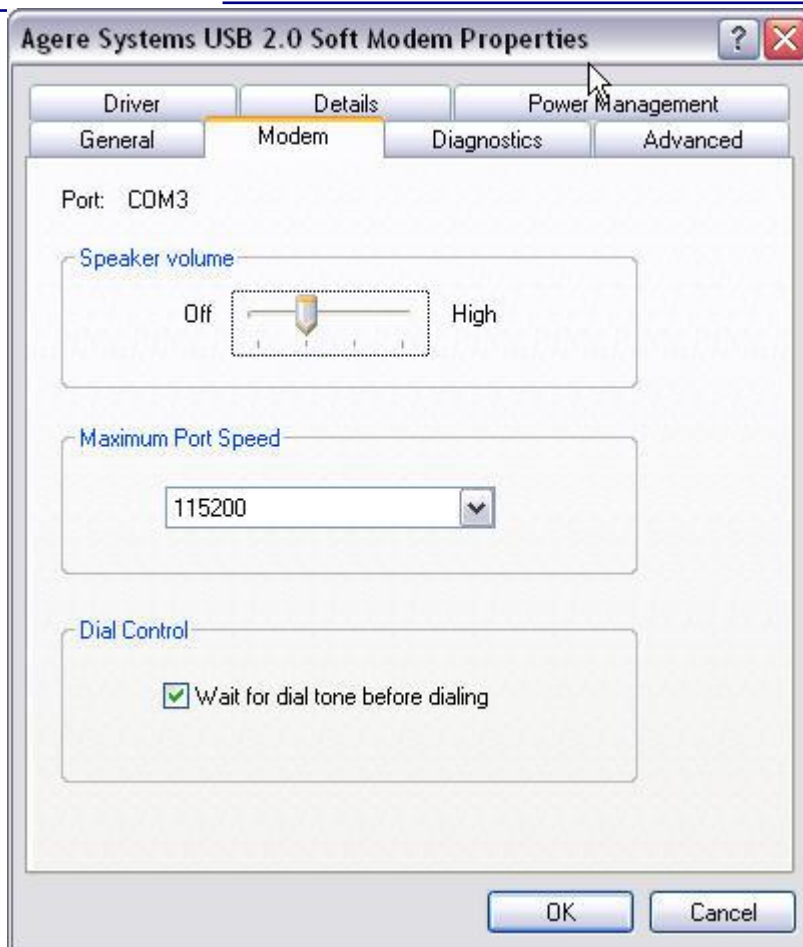 Agere Systems USB 2.0 Soft Modem Properties
Driver Details Power Management
General Modem Diagnostics Advanced
Port: COM3
Speaker volume
Off High
Maximum Port Speed
115200
Dial Control
Wait for dial tone before dialing
OK Cancel